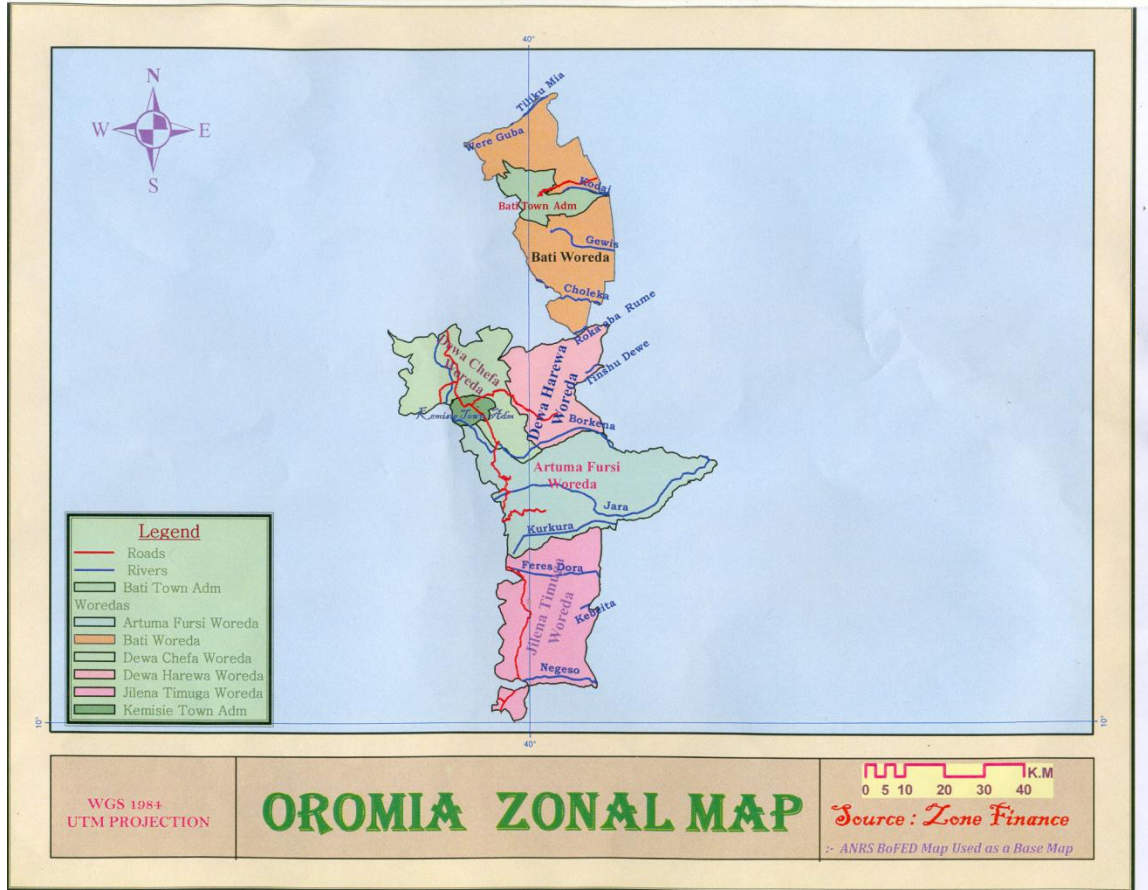 40°
N
W E
S
Tiliku Mia
Were Guba
Kodai
Bati Town Adm
Gewis
Bati Woreda
Choleka
Roka aba Rume
Dewa Chefa
Woreda
Dewa Harewa
Woreda
Tinshu Dewe
Kemisie Town Adm
Borkena
Artuma Fursi
Woreda
Jara
Kurkura
Feres Dora
Jilena Timuga
Woreda
Negeso
Legend
Roads
Rivers
Bati Town Adm
Woredas
Artuma Fursi Woreda
Bati Woreda
Dewa Chefa Woreda
Dewa Harewa Woreda
Jilena Timuga Woreda
Kemisie Town Adm
10° 10°
40°
WGS 1984
UTM PROJECTION
OROMIA ZONAL MAP
K.M
0 5 10 20 30 40
Source : Zone Finance
:- ANRS BoFED Map Used as a Base Map